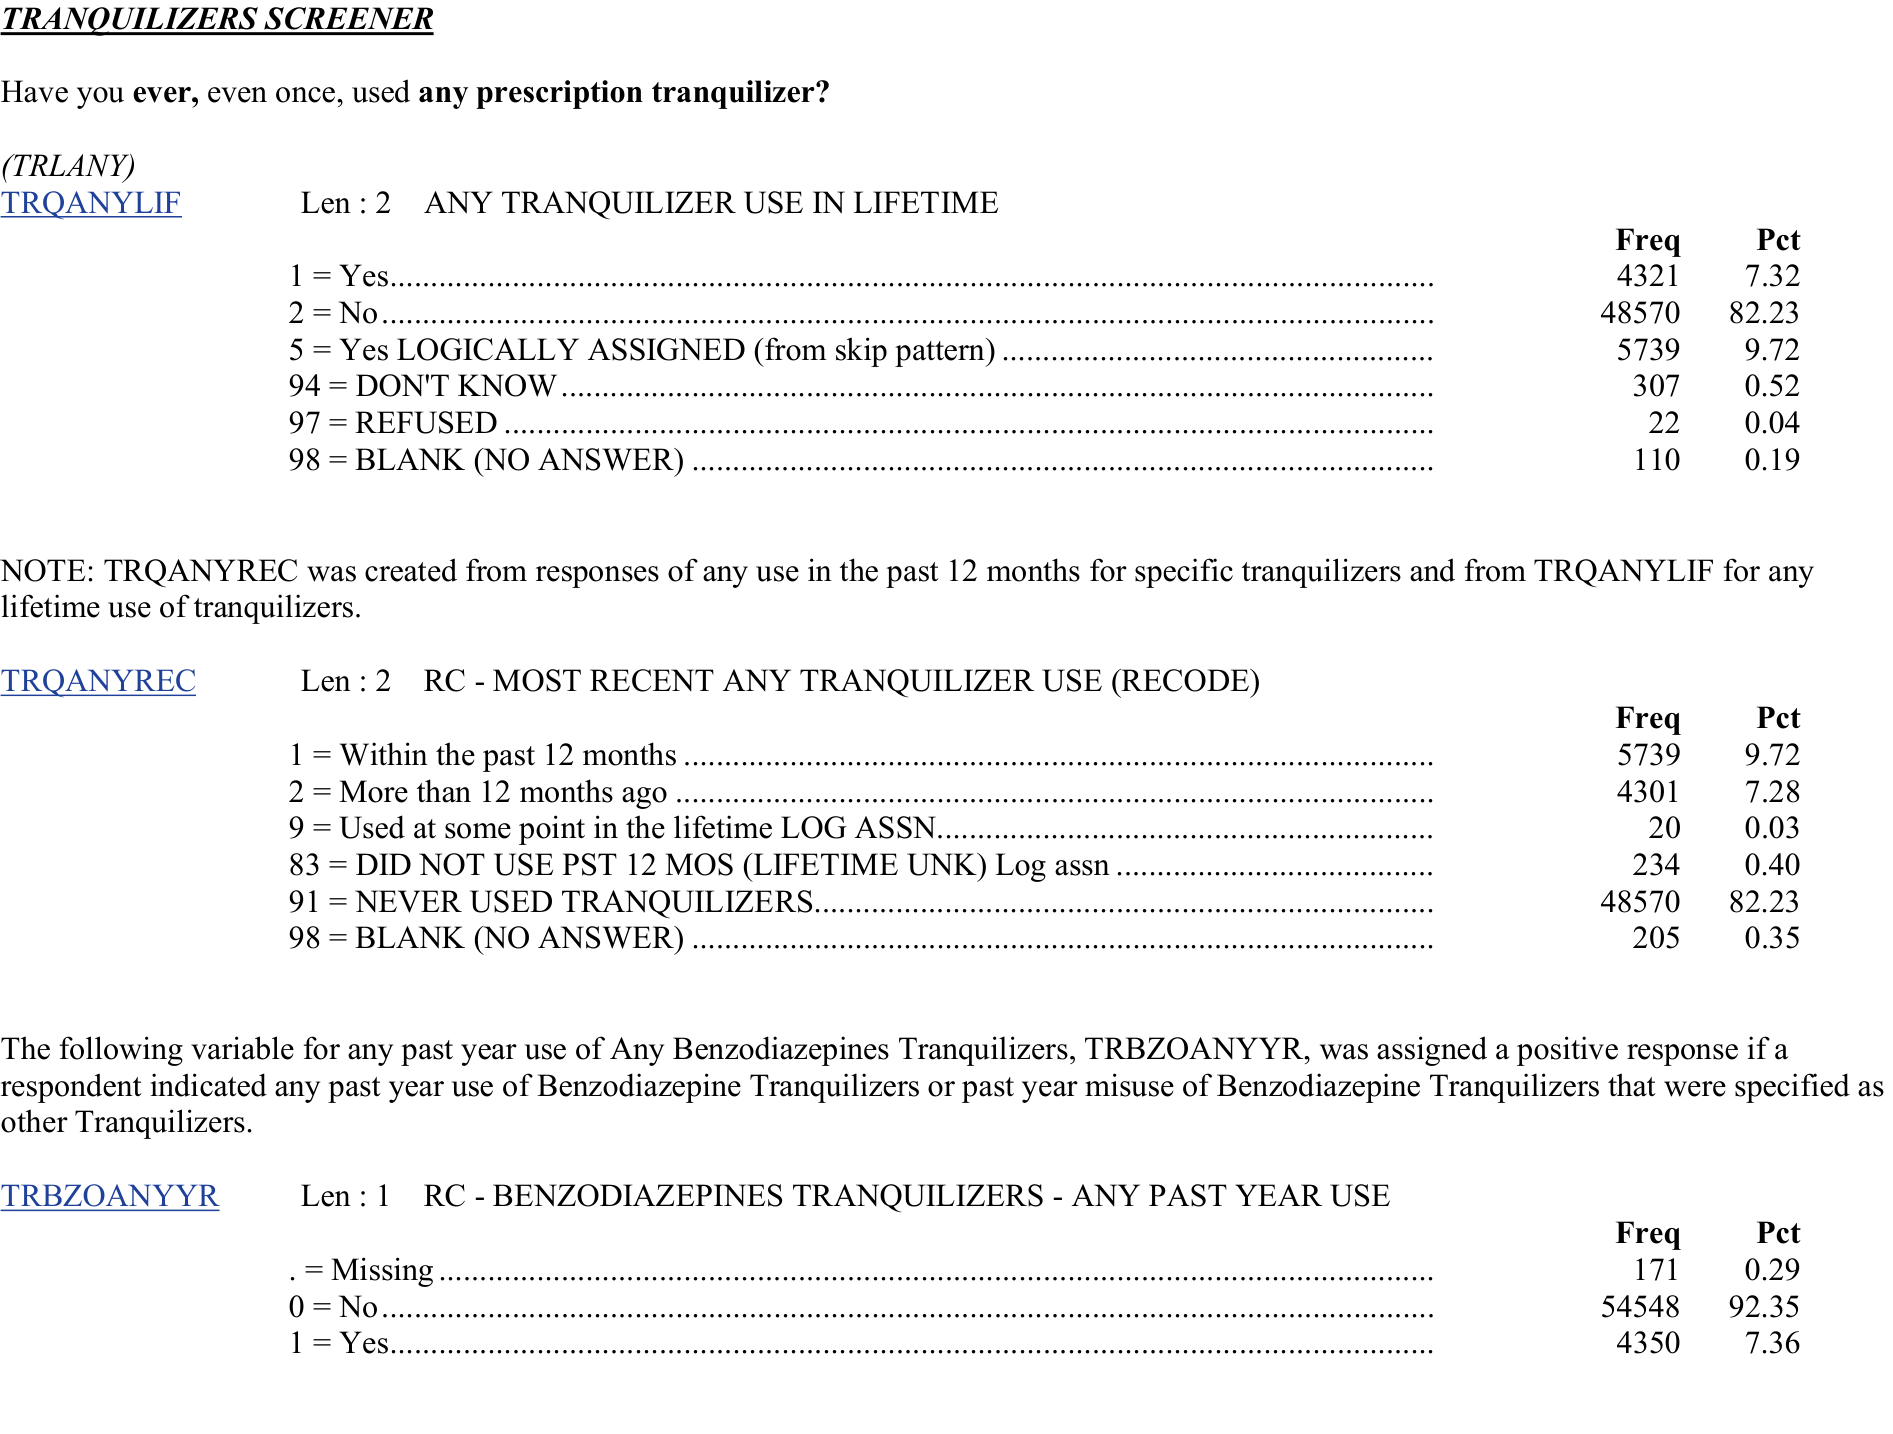 TRANQUILIZERS SCREENER
Have you ever, even once, used any prescription tranquilizer?
(TRLANY)
TRQANYLIF Len : 2 ANY TRANQUILIZER USE IN LIFETIME
Freq Pct
1 = Yes.......... 4321 7.32
2 = No.......... 48570 82.23
5 = Yes LOGICALLY ASSIGNED (from skip pattern).......... 5739 9.72
94 = DON'T KNOW.......... 307 0.52
97 = REFUSED.......... 22 0.04
98 = BLANK (NO ANSWER).......... 110 0.19
NOTE: TRQANYREC was created from responses of any use in the past 12 months for specific tranquilizers and from TRQANYLIF for any
lifetime use of tranquilizers.
TRQANYREC Len : 2 RC - MOST RECENT ANY TRANQUILIZER USE (RECODE)
Freq Pct
1 = Within the past 12 months.......... 5739 9.72
2 = More than 12 months ago.......... 4301 7.28
9 = Used at some point in the lifetime LOG ASSN.......... 20 0.03
83 = DID NOT USE PST 12 MOS (LIFETIME UNK) Log assn.......... 234 0.40
91 = NEVER USED TRANQUILIZERS.......... 48570 82.23
98 = BLANK (NO ANSWER).......... 205 0.35
The following variable for any past year use of Any Benzodiazepines Tranquilizers, TRBZOANYYR, was assigned a positive response if a
respondent indicated any past year use of Benzodiazepine Tranquilizers or past year misuse of Benzodiazepine Tranquilizers that were specified as
other Tranquilizers.
TRBZOANYYR Len : 1 RC - BENZODIAZEPINES TRANQUILIZERS - ANY PAST YEAR USE
Freq Pct
. = Missing.......... 171 0.29
0 = No.......... 54548 92.35
1 = Yes.......... 4350 7.36